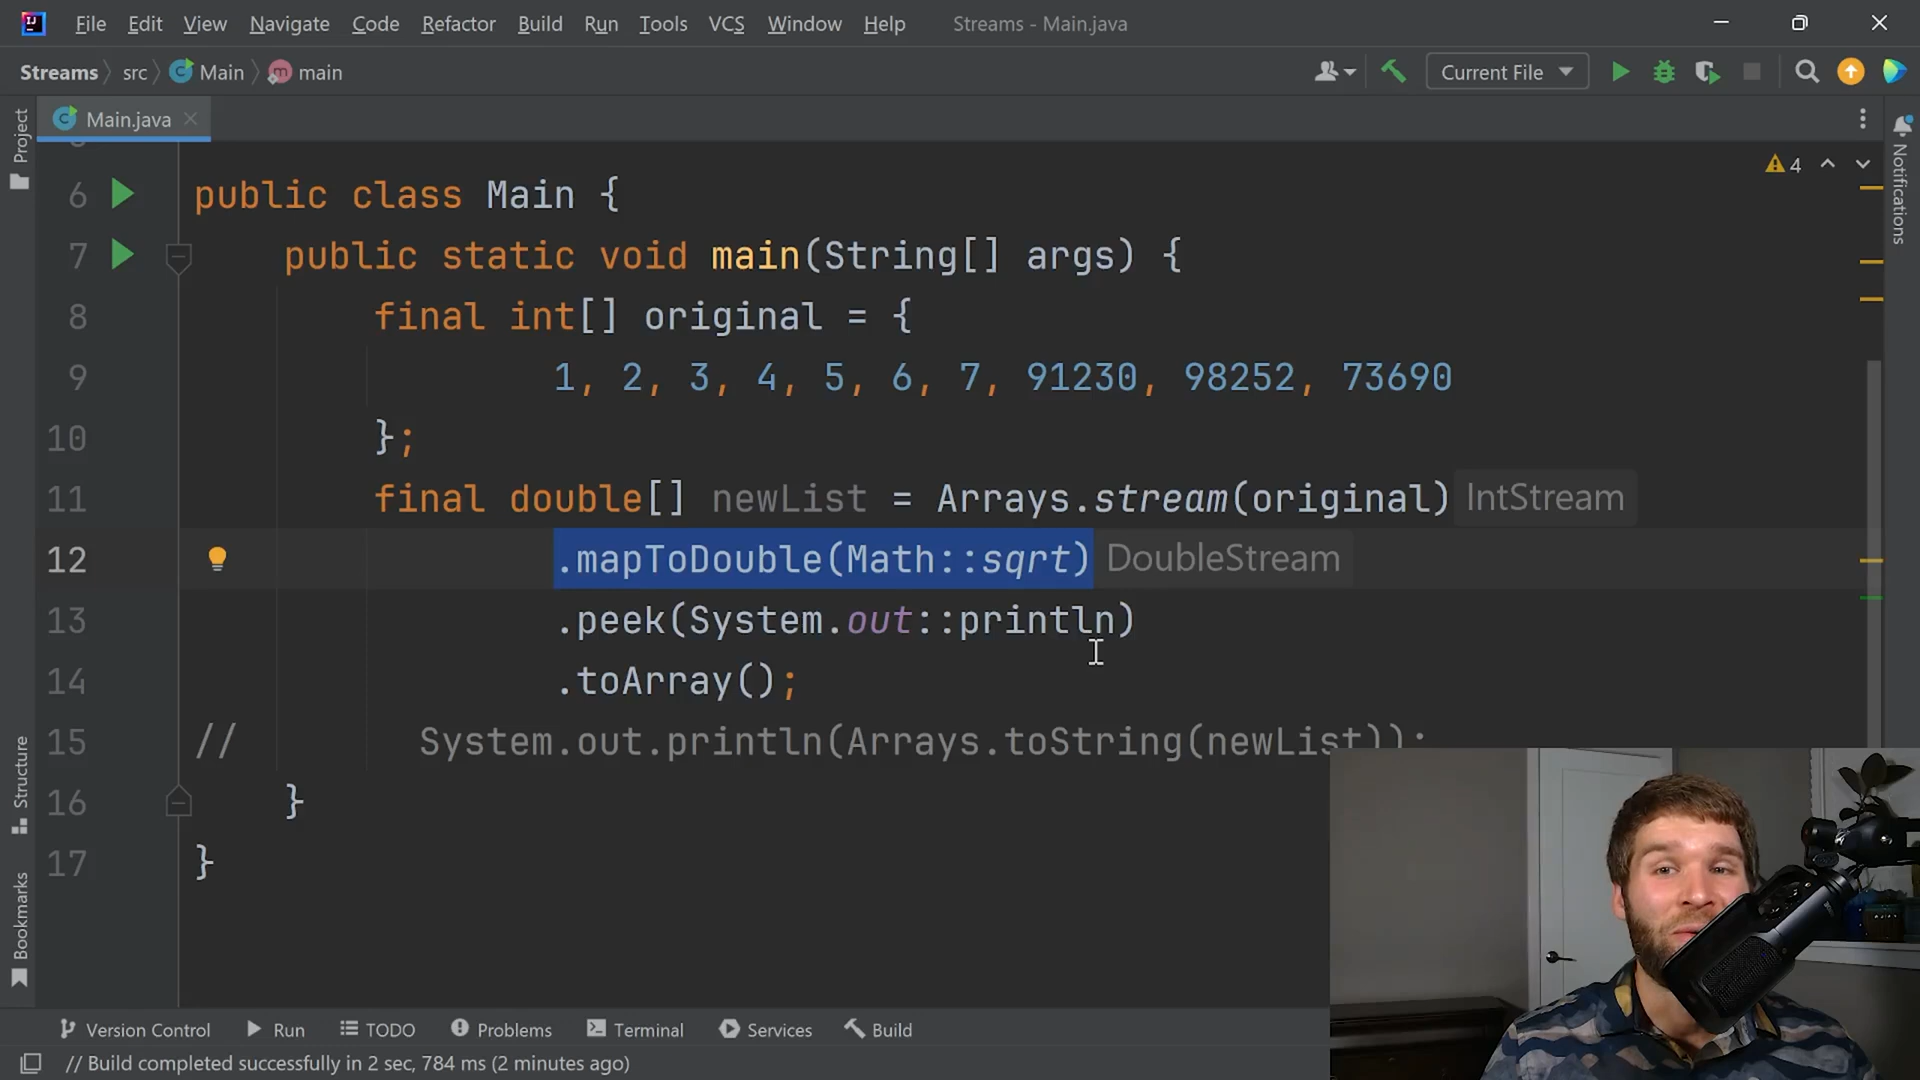 File Edit View Navigate Code Refactor Build Run Tools VCS Window Help Streams - Main.java
Streams src Main main Current File
Main.java
Project
Notifications
4
6 public class Main {
7 public static void main(String[] args) {
8 final int[] original = {
9 1, 2, 3, 4, 5, 6, 7, 91230, 98252, 73690
10 };
11 final double[] newList = Arrays.stream(original) IntStream
12 .mapToDouble(Math::sqrt) DoubleStream
13 .peek(System.out::println)
14 .toArray();
15 // System.out.println(Arrays.toString(newList));
16 }
17 }
Structure
Bookmarks
Version Control Run TODO Problems Terminal Services Build
// Build completed successfully in 2 sec, 784 ms (2 minutes ago)